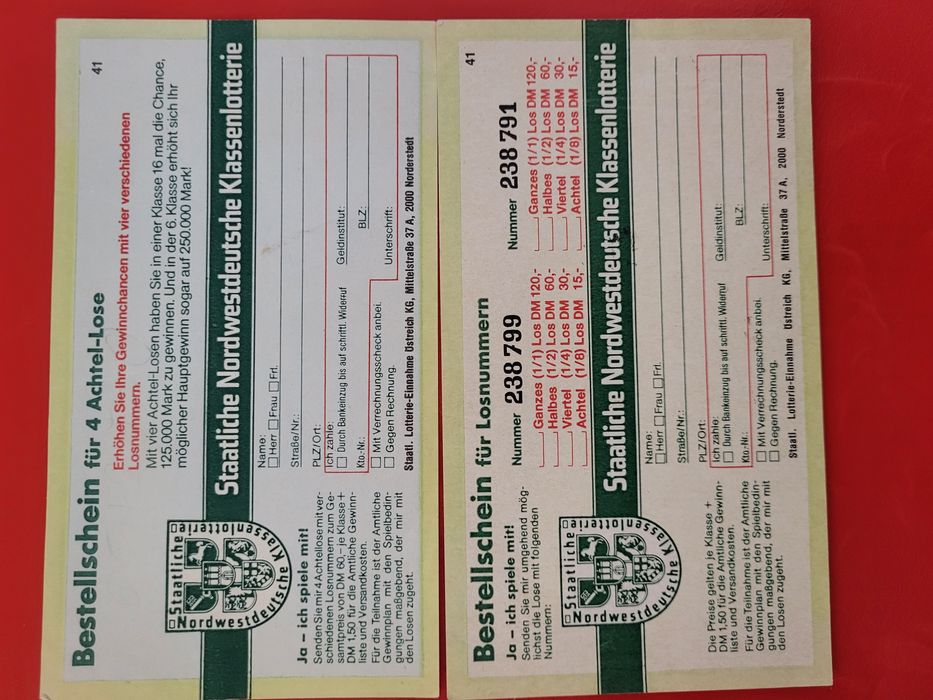 Bestellschein für 4 Achtel-Lose
41
Erhöhen Sie Ihre Gewinnchancen mit vier verschiedenen
Losnummern.
Mit vier Achtel-Losen haben Sie in einer Klasse 16 mal die Chance,
125.000 Mark zu gewinnen. Und in der 6. Klasse erhöht sich Ihr
möglicher Hauptgewinn sogar auf 250.000 Mark!
Staatliche
Nordwestdeutsche Klassenlotterie
Staatliche Nordwestdeutsche Klassenlotterie
Ja – ich spiele mit!
Senden Sie mir 4 Achtellose mit ver-
schiedenen Losnummern zum Ge-
samtpreis von DM 60,– je Klasse +
DM 1,50 für die Amtliche Gewinn-
liste und Versandkosten.
Für die Teilnahme ist der Amtliche
Gewinnplan mit den Spielbedin-
gungen maßgebend, der mir mit
den Losen zugeht.
Name:
Herr Frau Frl.
Straße/Nr.:
PLZ/Ort:
Ich zahle:
Durch Bankeinzug bis auf schriftl. Widerruf
Geldinstitut:
Kto-Nr.:
BLZ:
Mit Verrechnungsscheck anbei.
Gegen Rechnung.
Unterschrift:
Staatl. Lotterie-Einnahme Ostreich KG, Mittelstraße 37 A, 2000 Norderstedt
Bestellschein für Losnummern
41
Ja – ich spiele mit!
Senden Sie mir umgehend mög-
lichst die Lose mit folgenden
Nummern:
Nummer 238 799
Ganzes (1/1) Los DM 120,-
Halbes (1/2) Los DM 60,-
Viertel (1/4) Los DM 30,-
Achtel (1/8) Los DM 15,-
Nummer 238 791
Ganzes (1/1) Los DM 120,-
Halbes (1/2) Los DM 60,-
Viertel (1/4) Los DM 30,-
Achtel (1/8) Los DM 15,-
Staatliche
Nordwestdeutsche Klassenlotterie
Staatliche Nordwestdeutsche Klassenlotterie
Die Preise gelten je Klasse +
DM 1,50 für die Amtliche Gewinn-
liste und Versandkosten.
Für die Teilnahme ist der Amtliche
Gewinnplan mit den Spielbedin-
gungen maßgebend, der mir mit
den Losen zugeht.
Name:
Herr Frau Frl.
Straße/Nr.:
PLZ/Ort:
Ich zahle:
Durch Bankeinzug bis auf schriftl. Widerruf
Geldinstitut:
Kto-Nr.:
BLZ:
Mit Verrechnungsscheck anbei.
Gegen Rechnung.
Unterschrift:
Staatl. Lotterie-Einnahme Ostreich KG, Mittelstraße 37 A, 2000 Norderstedt